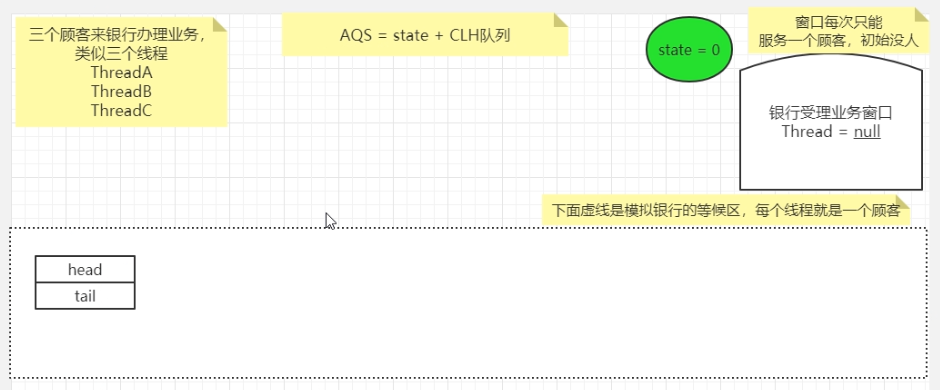 三个顾客来银行办理业务，
类似三个线程
ThreadA
ThreadB
ThreadC
AQS = state + CLH队列
state = 0
窗口每次只能
服务一个顾客，初始没人
银行受理业务窗口
Thread = null
下面虚线是模拟银行的等候区，每个线程就是一个顾客
head
tail